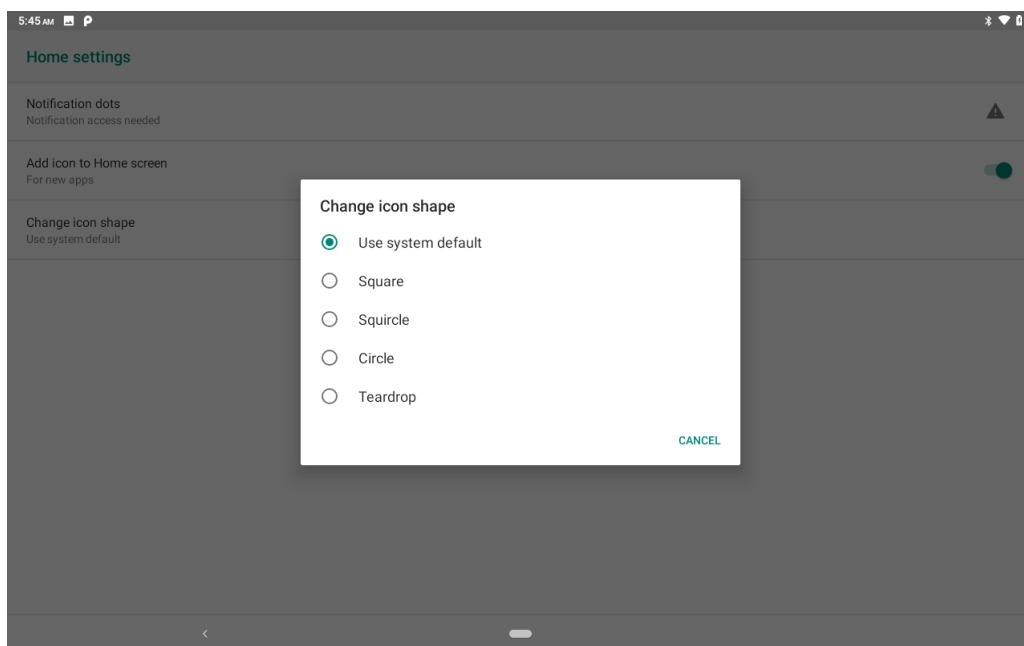 5:45 AM
Home settings
Notification dots
Notification access needed
Add icon to Home screen
For new apps
Change icon shape
Use system default
Change icon shape
Use system default
Square
Squircle
Circle
Teardrop
CANCEL